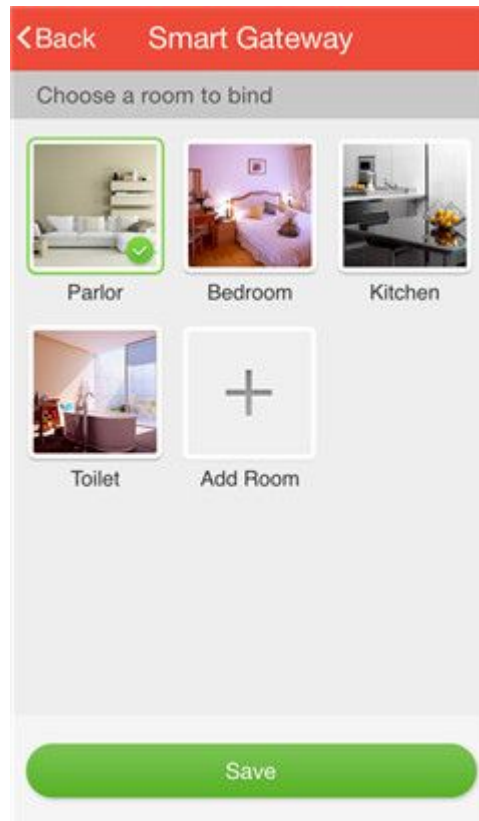 Back Smart Gateway
Choose a room to bind
Parlor Bedroom Kitchen
Toilet Add Room
Save